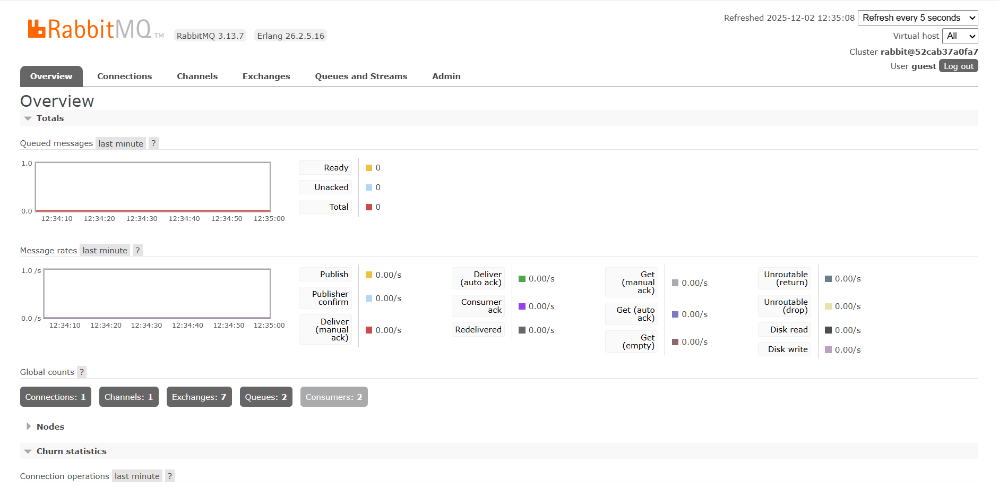 RabbitMQ TM RabbitMQ 3.13.7 Erlang 26.2.5.16
Refreshed 2025-12-02 12:35:08 Refresh every 5 seconds
Virtual host All
Cluster rabbit@52cab37a0fa7
User guest Log out
Overview Connections Channels Exchanges Queues and Streams Admin
Overview
Totals
Queued messages last minute ?
1.0
0.0
12:34:10 12:34:20 12:34:30 12:34:40 12:34:50 12:35:00
Ready 0
Unacked 0
Total 0
Message rates last minute ?
1.0 /s
0.0 /s
12:34:10 12:34:20 12:34:30 12:34:40 12:34:50 12:35:00
Publish 0.00/s
Publisher
confirm 0.00/s
Deliver
(manual
ack) 0.00/s
Deliver
(auto ack) 0.00/s
Consumer
ack 0.00/s
Redelivered 0.00/s
Get
(manual
ack) 0.00/s
Get (auto
ack) 0.00/s
Get
(empty) 0.00/s
Unroutable
(return) 0.00/s
Unroutable
(drop) 0.00/s
Disk read 0.00/s
Disk write 0.00/s
Global counts ?
Connections: 1 Channels: 1 Exchanges: 7 Queues: 2 Consumers: 2
Nodes
Churn statistics
Connection operations last minute ?